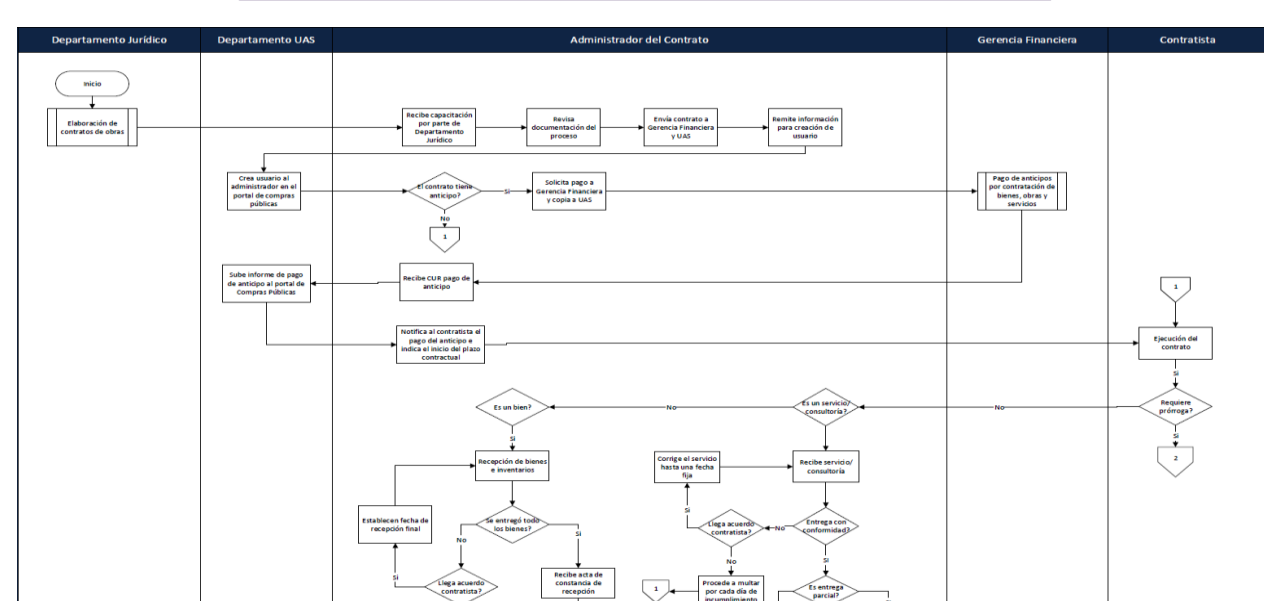 Departamento Jurídico
Departamento UAS
Administrador del Contrato
Gerencia Financiera
Contratista
Inicio
Elaboración de
contratos de obras
Recibe capacitación
por parte de
Departamento
Jurídico
Revisa
documentación del
proceso
Envía contrato a
Gerencia Financiera
y UAS
Remite información
para creación de
usuario
Crea usuario al
administrador en el
portal de compras
públicas
El contrato tiene
anticipo?
Si
Solicita pago a
Gerencia Financiera
y copia a UAS
Pago de anticipos
por contratación de
bienes, obras y
servicios
No
1
Sube informe de pago
de anticipo al portal de
Compras Públicas
Recibe CUR pago de
anticipo
1
Notifica al contratista el
pago del anticipo e
indica el inicio del plazo
contractual
Ejecución del
contrato
Si
Es un bien?
No
Es un servicio/
consultoría?
No
Requiere
prórroga?
Si
Si
2
Recepción de bienes
e inventarios
Corrige el servicio
hasta una fecha
fija
Recibe servicio/
consultoría
Establecen fecha de
recepción final
Se entregó todo
los bienes?
Si
No
Si
Llega acuerdo
contratista?
No
Entrega con
conformidad?
No
Si
Si
Llega acuerdo
contratista?
Recibe acta de
constancia de
recepción
1
Procede a multar
por cada día de
incumplimiento
Es entrega
parcial?